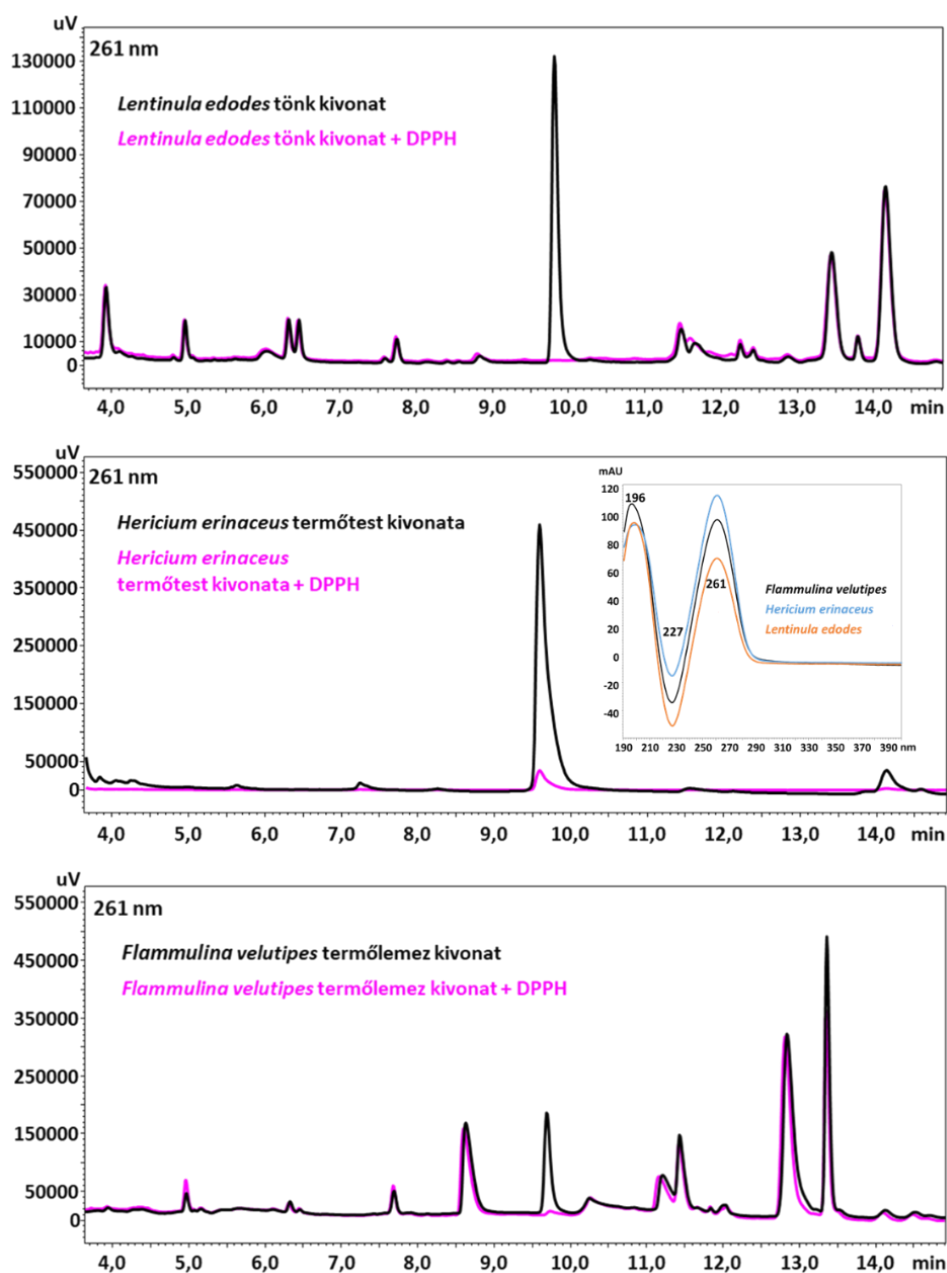 uV
261 nm
130000
110000
90000
70000
50000
30000
10000
0
Lentinula edodes tönk kivonat
Lentinula edodes tönk kivonat + DPPH
4,0 5,0 6,0 7,0 8,0 9,0 10,0 11,0 12,0 13,0 14,0 min
uV
261 nm
550000
450000
350000
250000
150000
50000
0
Hericium erinaceus termőtest kivonata
Hericium erinaceus
termőtest kivonata + DPPH
mAU
120
100
80
60
40
20
0
-20
-40
196
227
261
Flammulina velutipes
Hericium erinaceus
Lentinula edodes
190 210 230 250 270 290 310 330 350 370 390 nm
4,0 5,0 6,0 7,0 8,0 9,0 10,0 11,0 12,0 13,0 14,0 min
uV
261 nm
550000
450000
350000
250000
150000
50000
0
Flammulina velutipes termőlemez kivonat
Flammulina velutipes termőlemez kivonat + DPPH
4,0 5,0 6,0 7,0 8,0 9,0 10,0 11,0 12,0 13,0 14,0 min